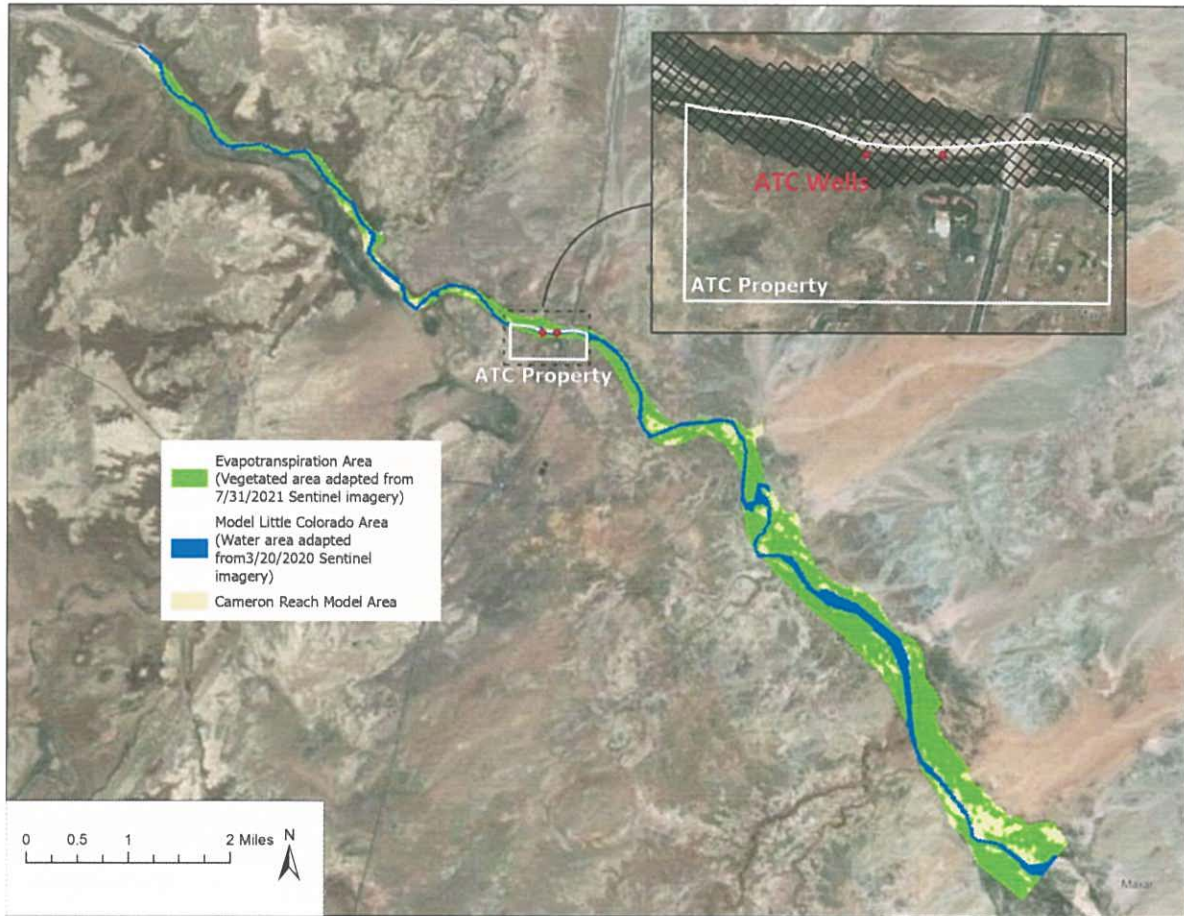 ATC Wells
ATC Property
Maxar
ATC Property
Evapotranspiration Area
(Vegetated area adapted from
7/31/2021 Sentinel imagery)
Model Little Colorado Area
(Water area adapted
from3/20/2020 Sentinel
imagery)
Cameron Reach Model Area
0 0.5 1 2 Miles N
Maxar